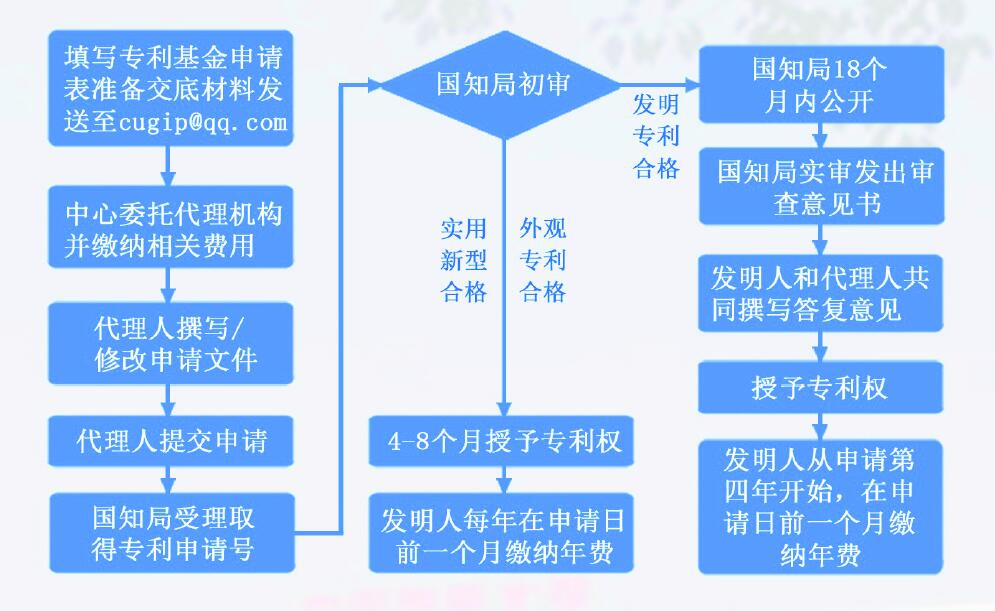 填写专利基金申请
表准备交底材料发
送至cugip@qq.com
中心委托代理机构
并缴纳相关费用
代理人撰写/
修改申请文件
代理人提交申请
国知局受理取
得专利申请号
国知局初审
实用
新型
合格
外观
专利
合格
4-8个月授予专利权
发明人每年在申请日
前一个月缴纳年费
发明
专利
合格
国知局18个
月内公开
国知局实审发出审
查意见书
发明人和代理人共
同撰写答复意见
授予专利权
发明人从申请第
四年开始，在申
请日前一个月缴
纳年费